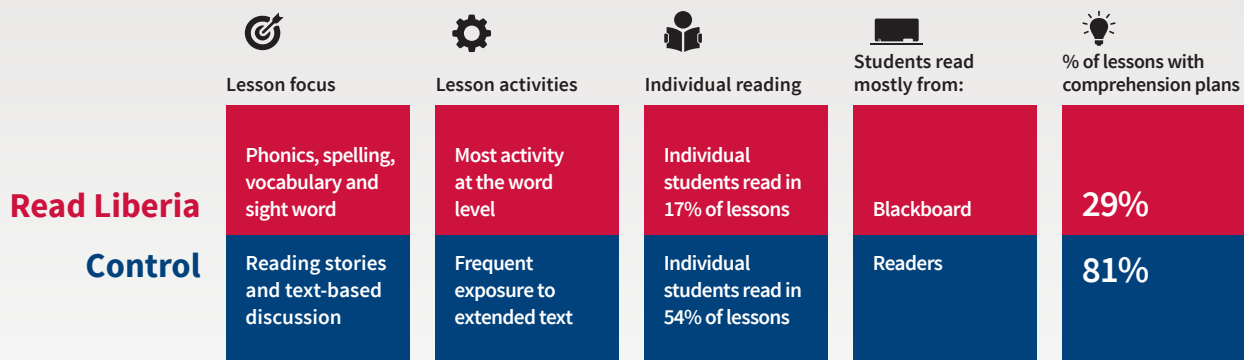 Lesson focus
Lesson activities
Individual reading
Students read
mostly from:
% of lessons with
comprehension plans
Read Liberia
Phonics, spelling,
vocabulary and
sight word
Most activity
at the word
level
Individual
students read in
17% of lessons
Blackboard
29%
Control
Reading stories
and text-based
discussion
Frequent
exposure to
extended text
Individual
students read in
54% of lessons
Readers
81%